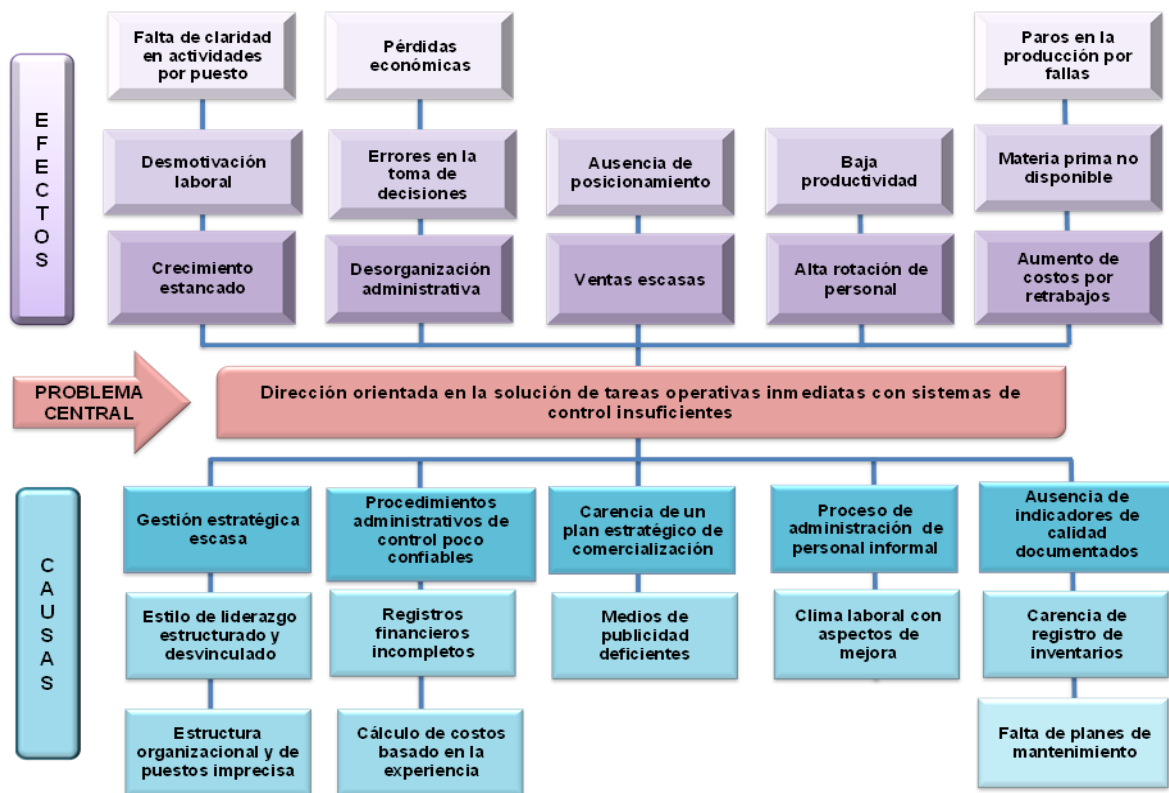 EFECTOS
Falta de claridad
en actividades
por puesto
Pérdidas
económicas
Paros en la
producción por
fallas
Desmotivación
laboral
Errores en la
toma de
decisiones
Ausencia de
posicionamiento
Baja
productividad
Materia prima no
disponible
Crecimiento
estancado
Desorganización
administrativa
Ventas escasas
Alta rotación de
personal
Aumento de
costos por
retrabajos
PROBLEMA
CENTRAL
Dirección orientada en la solución de tareas operativas inmediatas con sistemas de
control insuficientes
CAUSAS
Gestión estratégica
escasa
Procedimientos
administrativos de
control poco
confiables
Carencia de un
plan estratégico de
comercialización
Proceso de
administración de
personal informal
Ausencia de
indicadores de
calidad
documentados
Estilo de liderazgo
estructurado y
desvinculado
Registros
financieros
incompletos
Medios de
publicidad
deficientes
Clima laboral con
aspectos de
mejora
Carencia de
registro de
inventarios
Estructura
organizacional y de
puestos imprecisa
Cálculo de costos
basado en la
experiencia
Falta de planes de
mantenimiento